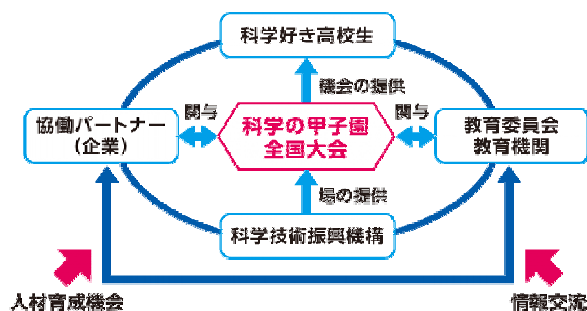 科学好き高校生
機会の提供
関与
関与
協働パートナー
(企業)
科学の甲子園
全国大会
教育委員会
教育機関
場の提供
科学技術振興機構
人材育成機会
情報交流